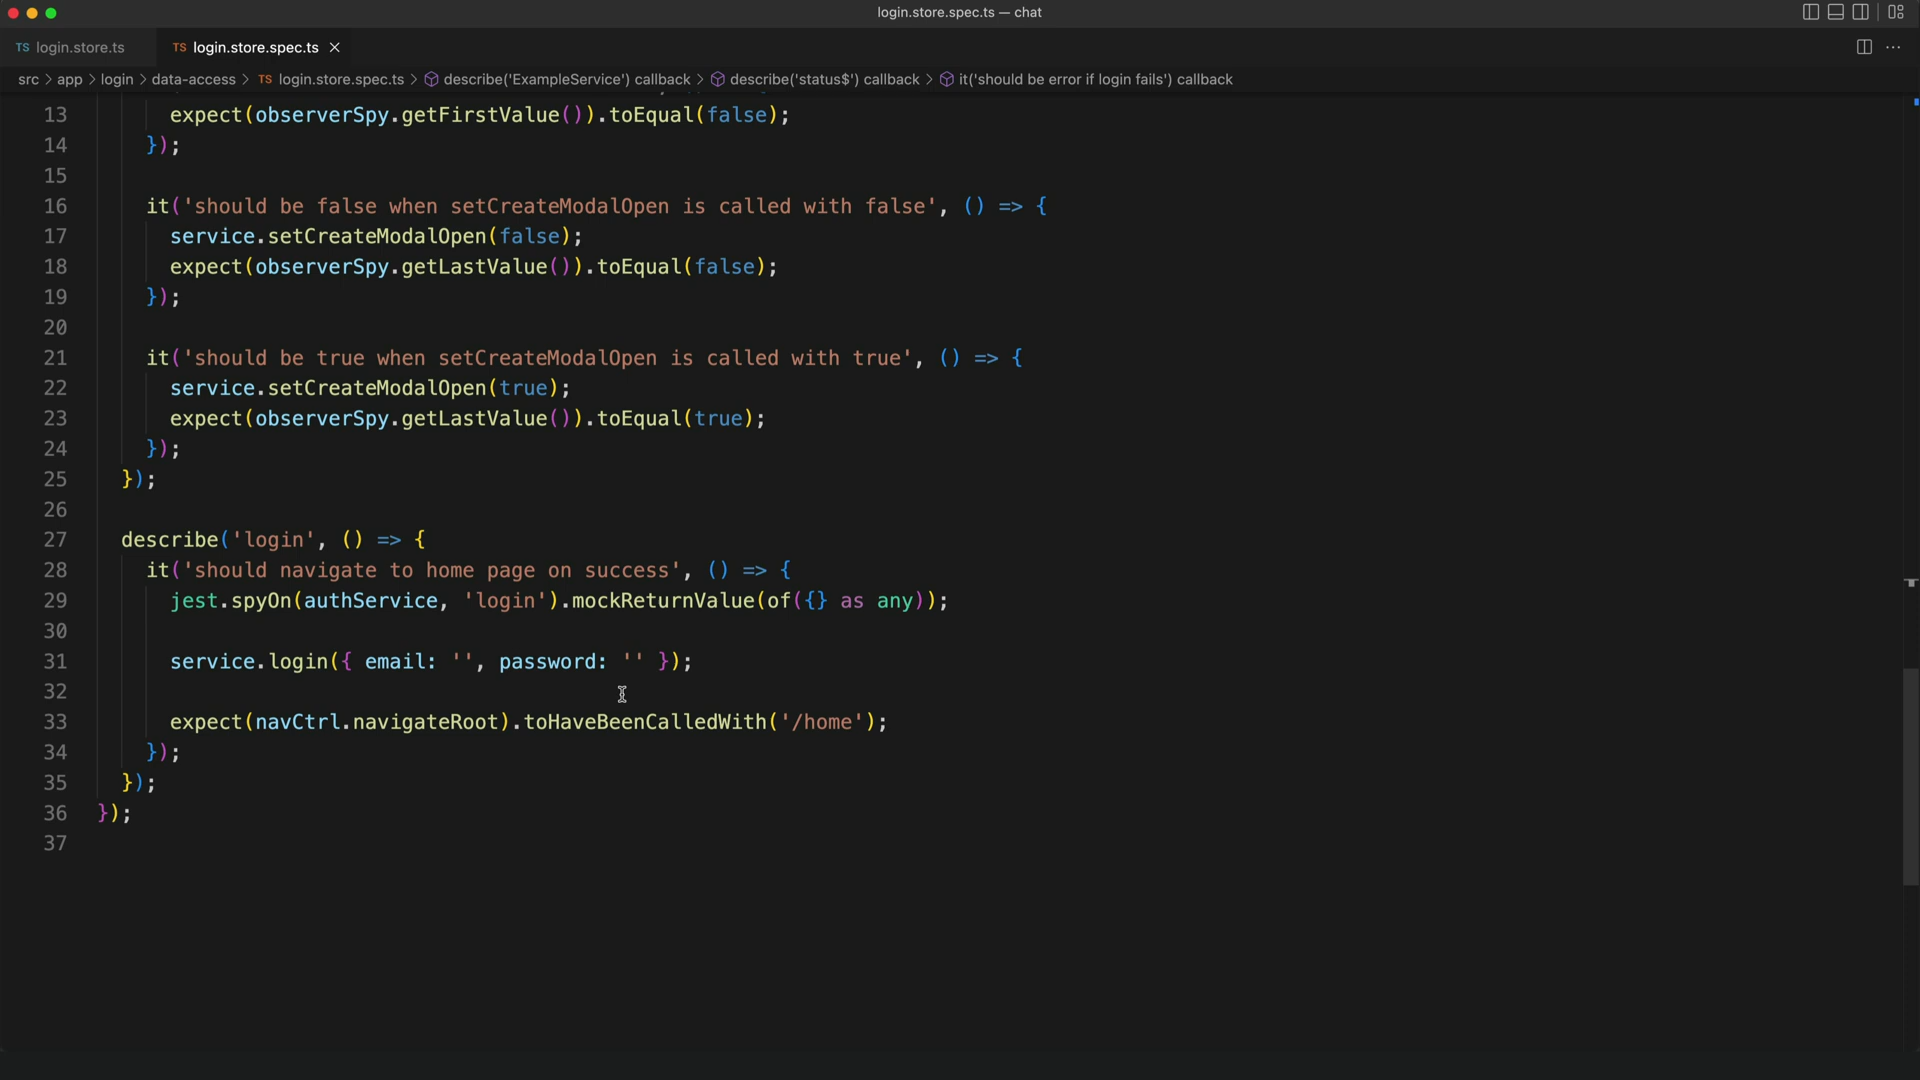 login.store.spec.ts — chat
TS login.store.ts
TS login.store.spec.ts
src > app > login > data-access > TS login.store.spec.ts > describe('ExampleService') callback > describe('status$') callback > it('should be error if login fails') callback
13 expect(observerSpy.getFirstValue()).toEqual(false);
14 });
15
16 it('should be false when setCreateModalOpen is called with false', () => {
17 service.setCreateModalOpen(false);
18 expect(observerSpy.getLastValue()).toEqual(false);
19 });
20
21 it('should be true when setCreateModalOpen is called with true', () => {
22 service.setCreateModalOpen(true);
23 expect(observerSpy.getLastValue()).toEqual(true);
24 });
25 });
26
27 describe('login', () => {
28 it('should navigate to home page on success', () => {
29 jest.spyOn(authService, 'login').mockReturnValue(of({} as any));
30
31 service.login({ email: '', password: '' });
32
33 expect(navCtrl.navigateRoot).toHaveBeenCalledWith('/home');
34 });
35 });
36 });
37